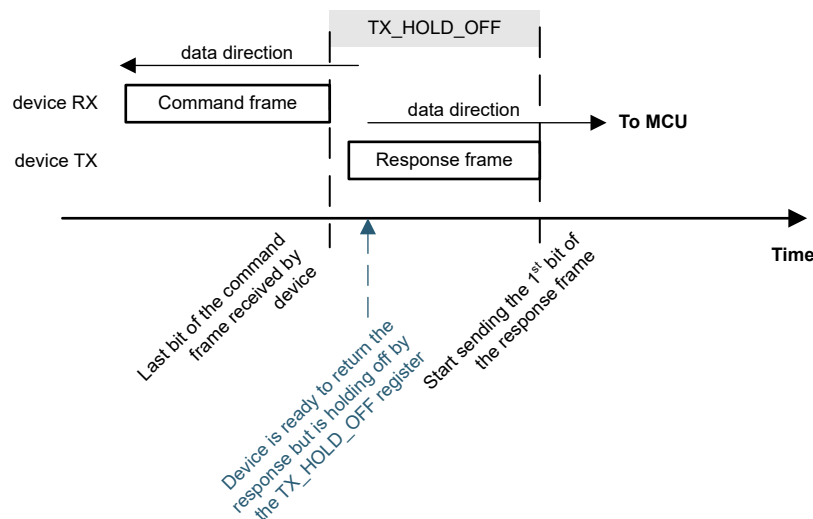 TX_HOLD_OFF
data direction
device RX
Command frame
data direction
To MCU
device TX
Response frame
Time
Last bit of the command
frame received by
device
Device is ready to return the
response but is holding off by
the TX_HOLD_OFF register
Start sending the 1st bit of
the response frame